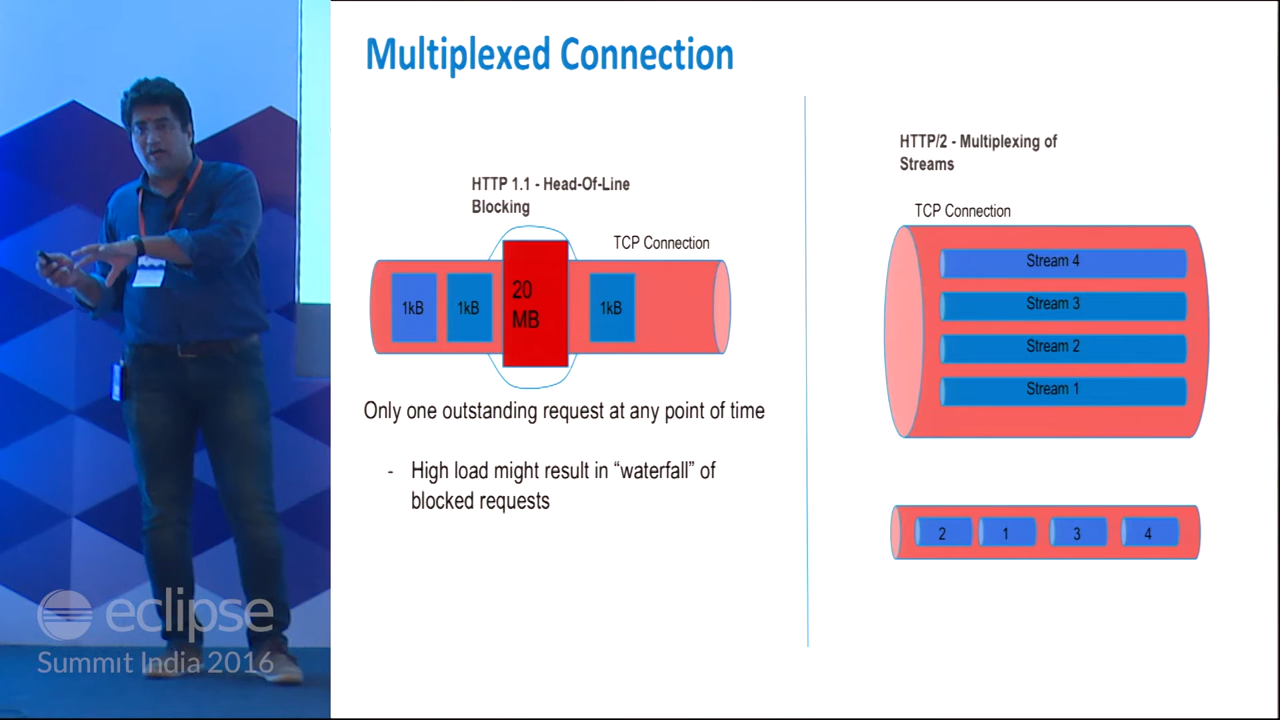 Multiplexed Connection
HTTP 1.1 - Head-Of-Line
Blocking
TCP Connection
1kB
1kB
20
MB
1kB
Only one outstanding request at any point of time
- High load might result in “waterfall” of
blocked requests
HTTP/2 - Multiplexing of
Streams
TCP Connection
Stream 4
Stream 3
Stream 2
Stream 1
2
1
3
4
eclipse
Summit India 2016